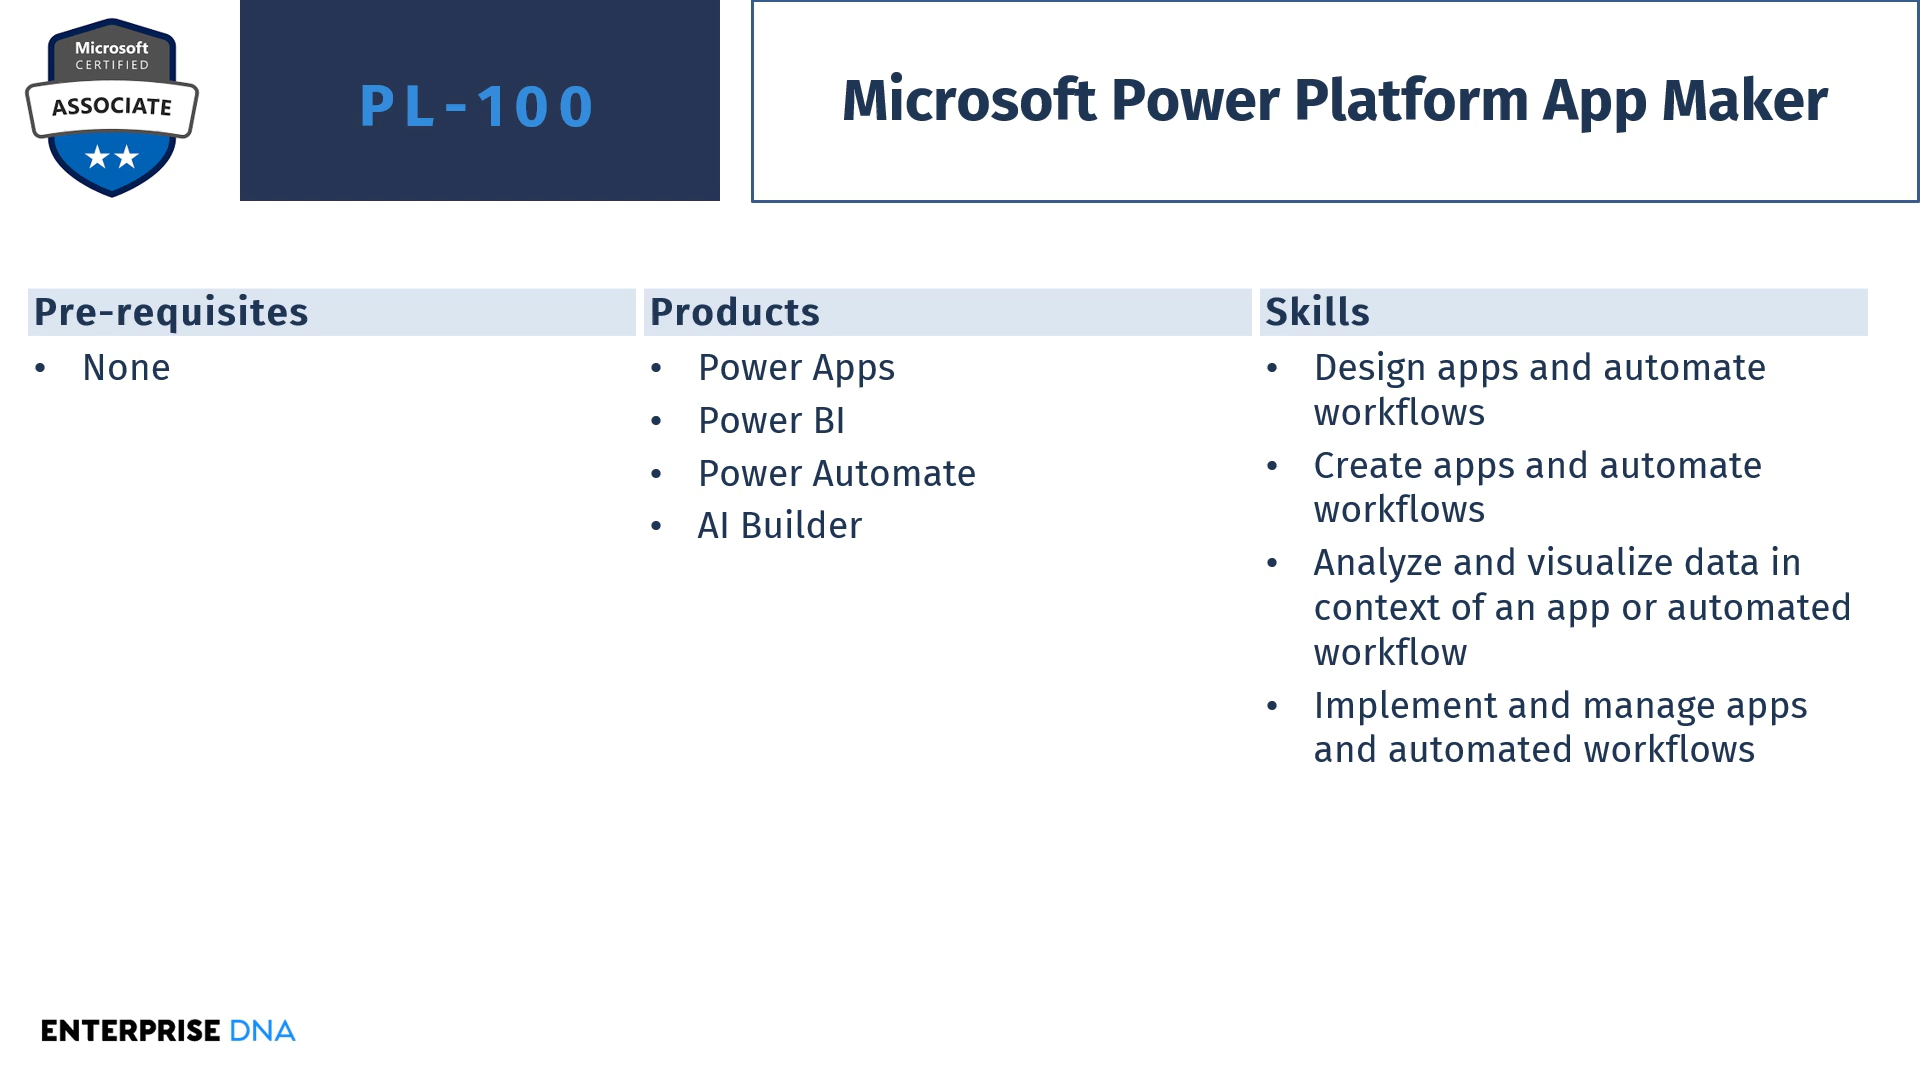 Microsoft
CERTIFIED
ASSOCIATE
PL-100
Microsoft Power Platform App Maker
Pre-requisites
• None
Products
• Power Apps
• Power BI
• Power Automate
• AI Builder
Skills
• Design apps and automate
workflows
• Create apps and automate
workflows
• Analyze and visualize data in
context of an app or automated
workflow
• Implement and manage apps
and automated workflows
ENTERPRISE DNA